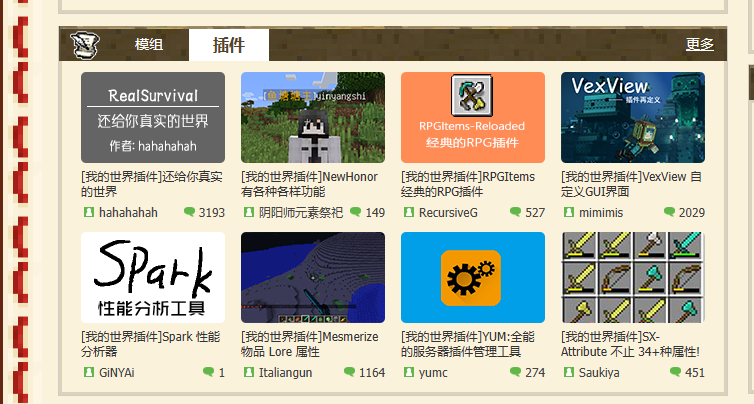 模组
插件
更多
RealSurvival
还给你真实的世界
作者: hahahahah
[我的世界插件]还给你真实
的世界
hahahahah
3193
yinyangshi
[我的世界插件]NewHonor
有各种各样功能
阴阳师元素祭祀
149
RPGItems-Reloaded
经典的RPG插件
[我的世界插件]RPGItems
经典的RPG插件
RecursiveG
527
VexView
插件再定义
[我的世界插件]VexView 自
定义GUI界面
mimimis
2029
Spark
性能分析工具
[我的世界插件]Spark 性能
分析器
GiNYAi
1
[我的世界插件]Mesmerize
物品 Lore 属性
Italiangun
1164
[我的世界插件]YUM:全能
的服务器插件管理工具
yumc
274
[我的世界插件]SX-
Attribute 不止 34+种属性!
Saukiya
451